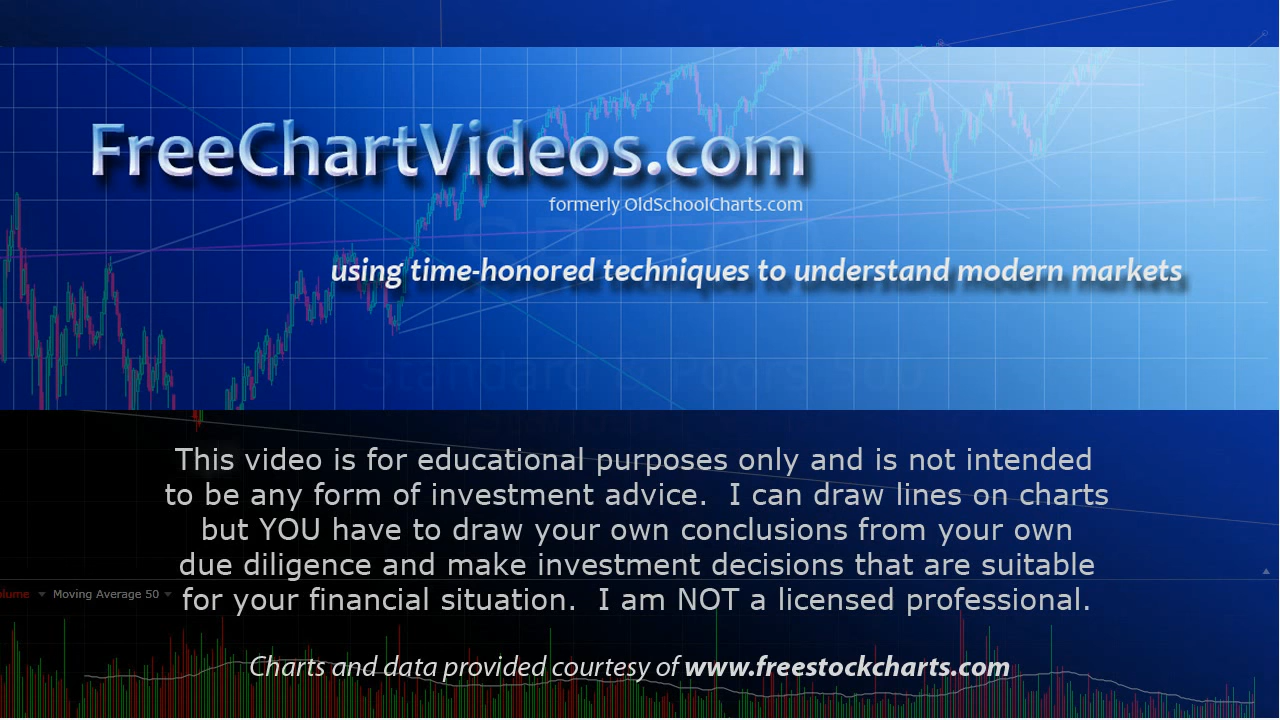 FreeChartVideos.com
formerly OldSchoolCharts.com
using time-honored techniques to understand modern markets
Standard & Poor's 500
This video is for educational purposes only and is not intended
to be any form of investment advice.  I can draw lines on charts
but YOU have to draw your own conclusions from your own
due diligence and make investment decisions that are suitable
for your financial situation.  I am NOT a licensed professional.
Moving Average 50
Charts and data provided courtesy of www.freestockcharts.com